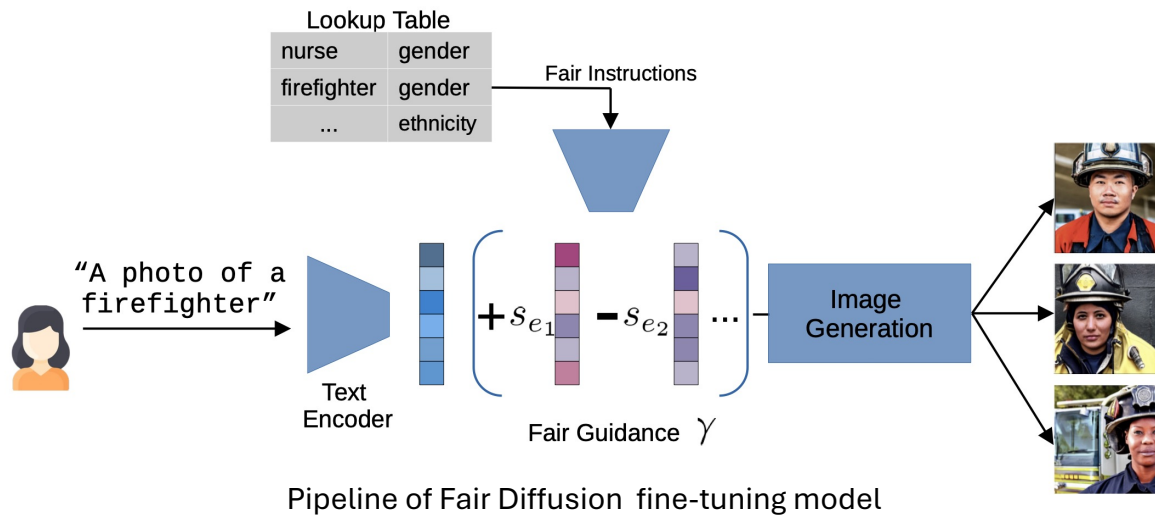 Lookup Table
nurse gender
firefighter gender
... ethnicity
Fair Instructions
“A photo of a
firefighter”
Text
Encoder
+ s_{e_1} - s_{e_2} ...
Fair Guidance γ
Image
Generation
Pipeline of Fair Diffusion fine-tuning model